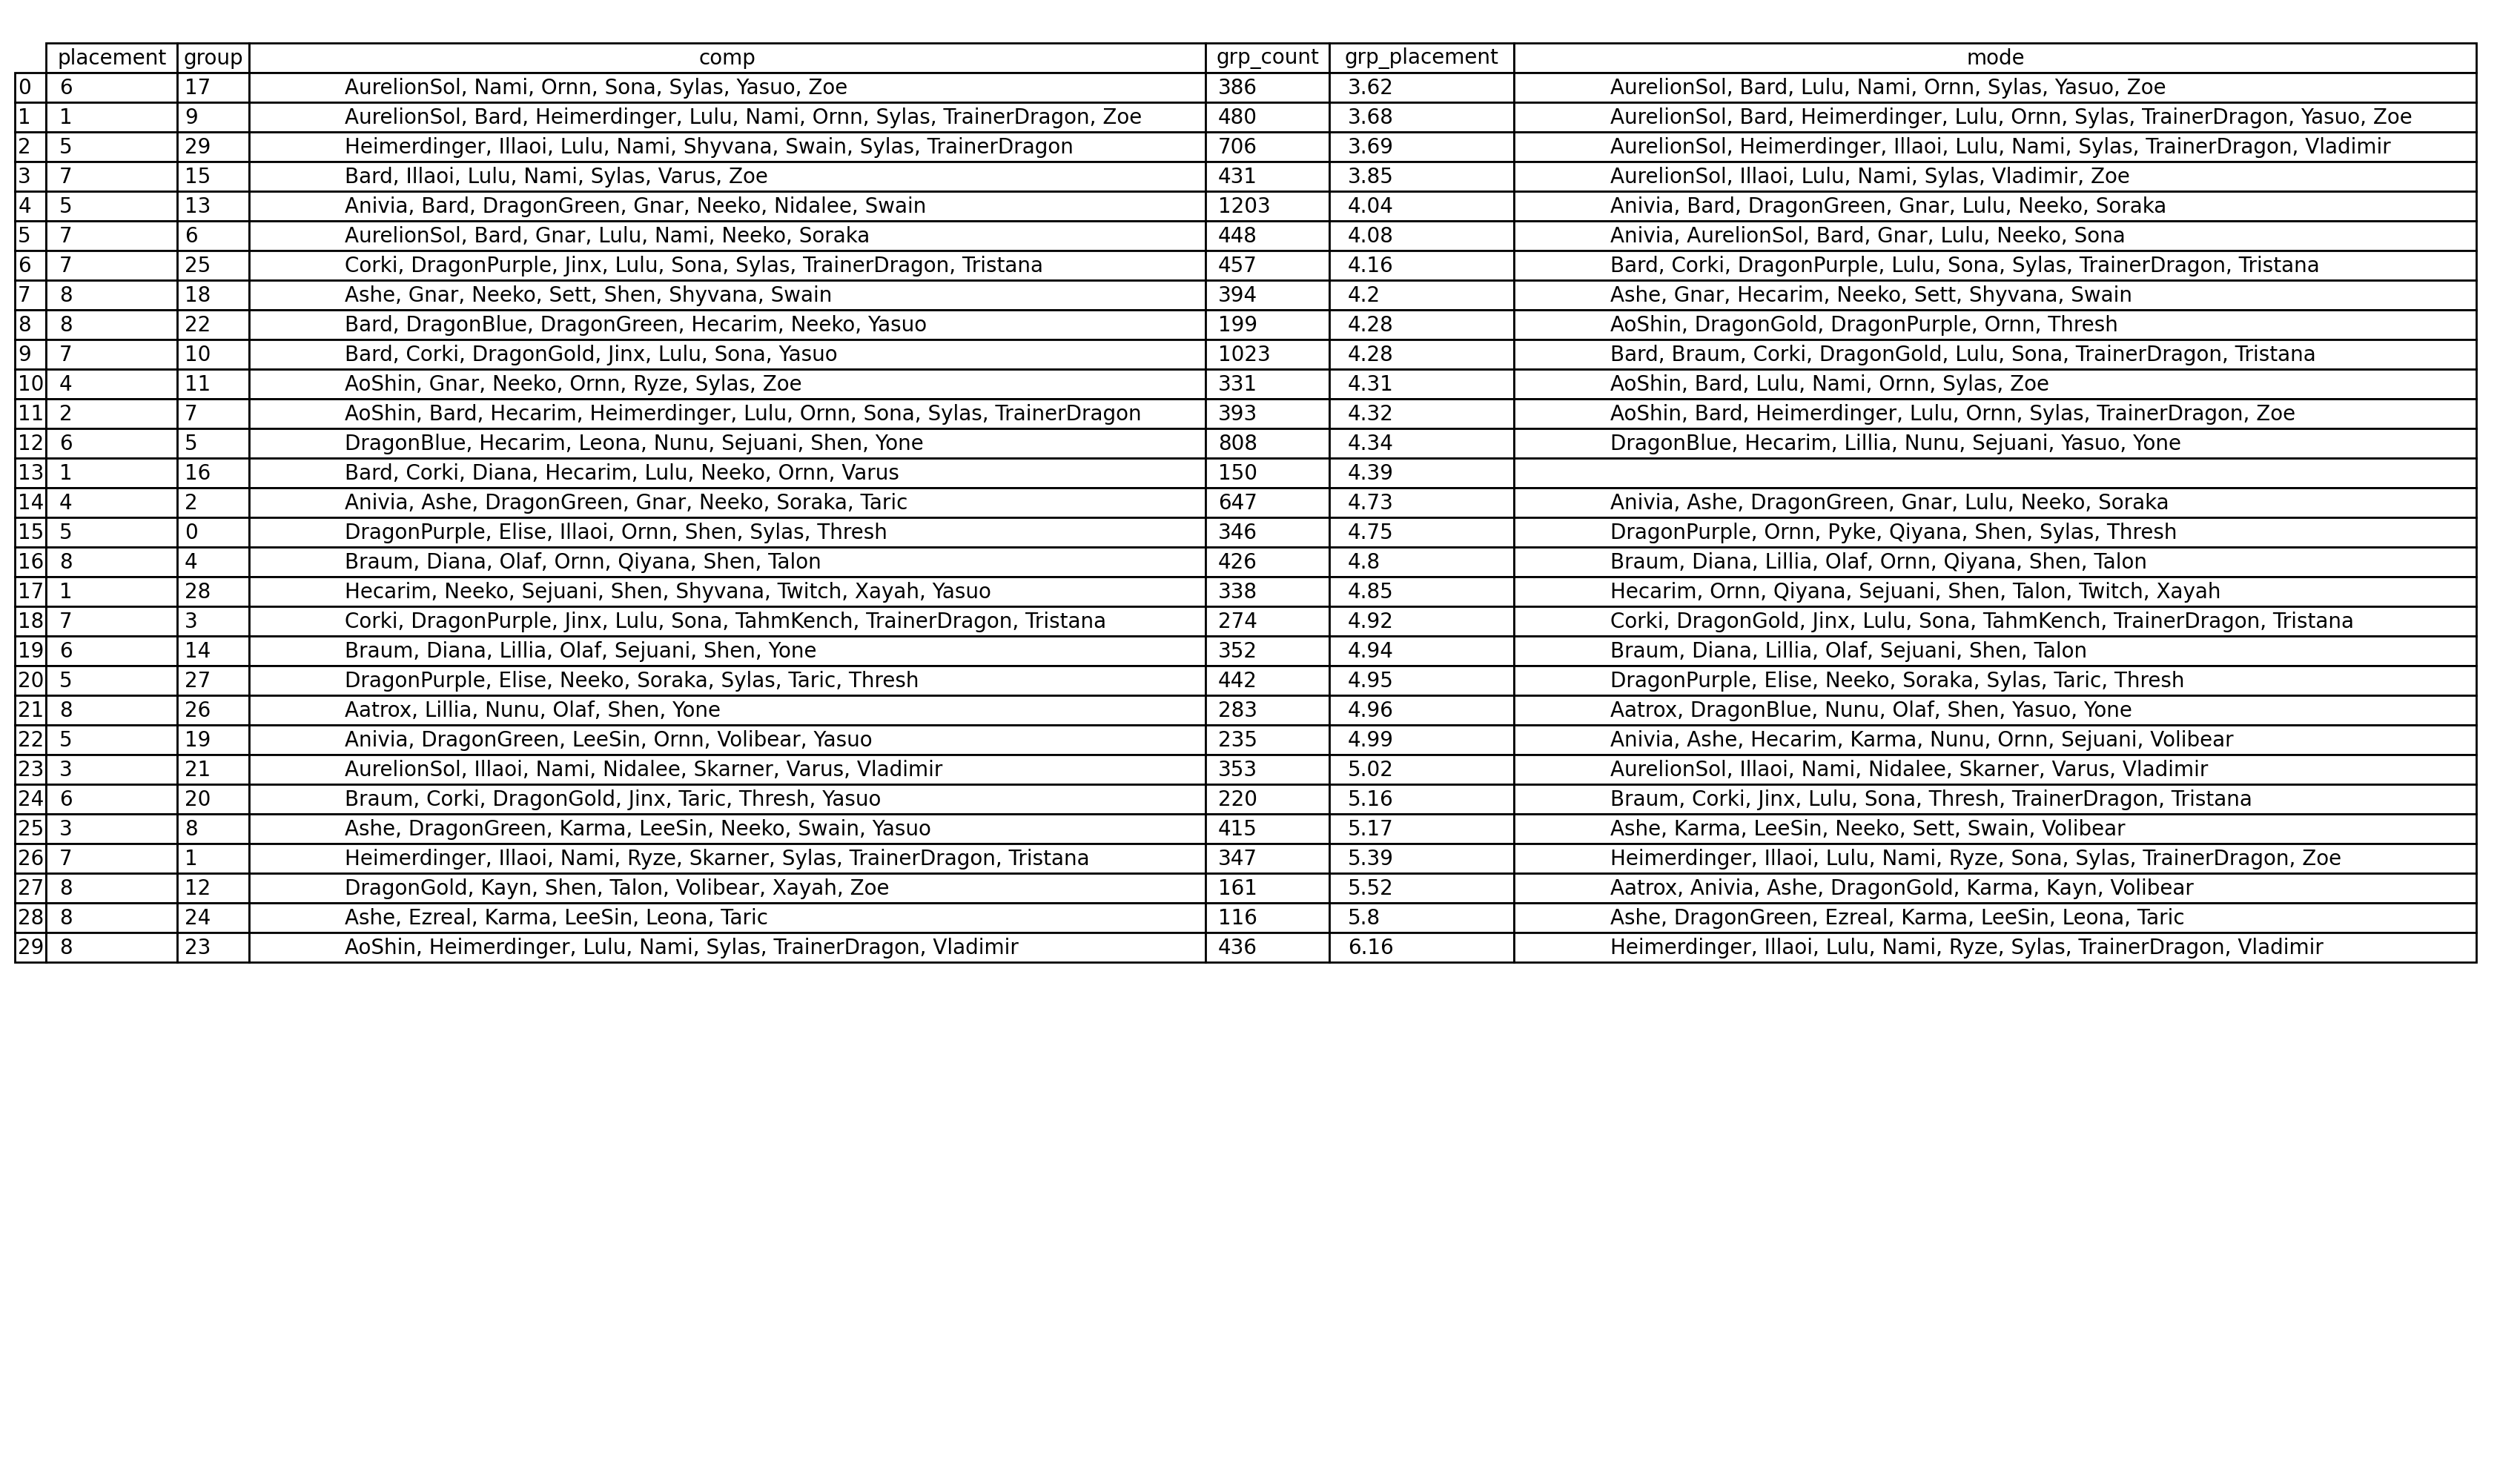 placement group comp grp_count grp_placement mode
0 6 17 AurelionSol, Nami, Ornn, Sona, Sylas, Yasuo, Zoe 386 3.62 AurelionSol, Bard, Lulu, Nami, Ornn, Sylas, Yasuo, Zoe
1 1 9 AurelionSol, Bard, Heimerdinger, Lulu, Nami, Ornn, Sylas, TrainerDragon, Zoe 480 3.68 AurelionSol, Bard, Heimerdinger, Lulu, Ornn, Sylas, TrainerDragon, Yasuo, Zoe
2 5 29 Heimerdinger, Illaoi, Lulu, Nami, Shyvana, Swain, Sylas, TrainerDragon 706 3.69 AurelionSol, Heimerdinger, Illaoi, Lulu, Nami, Sylas, TrainerDragon, Vladimir
3 7 15 Bard, Illaoi, Lulu, Nami, Sylas, Varus, Zoe 431 3.85 AurelionSol, Illaoi, Lulu, Nami, Sylas, Vladimir, Zoe
4 5 13 Anivia, Bard, DragonGreen, Gnar, Neeko, Nidalee, Swain 1203 4.04 Anivia, Bard, DragonGreen, Gnar, Lulu, Neeko, Soraka
5 7 6 AurelionSol, Bard, Gnar, Lulu, Nami, Neeko, Soraka 448 4.08 Anivia, AurelionSol, Bard, Gnar, Lulu, Neeko, Sona
6 7 25 Corki, DragonPurple, Jinx, Lulu, Sona, Sylas, TrainerDragon, Tristana 457 4.16 Bard, Corki, DragonPurple, Lulu, Sona, Sylas, TrainerDragon, Tristana
7 8 18 Ashe, Gnar, Neeko, Sett, Shen, Shyvana, Swain 394 4.2 Ashe, Gnar, Hecarim, Neeko, Sett, Shyvana, Swain
8 8 22 Bard, DragonBlue, DragonGreen, Hecarim, Neeko, Yasuo 199 4.28 AoShin, DragonGold, DragonPurple, Ornn, Thresh
9 7 10 Bard, Corki, DragonGold, Jinx, Lulu, Sona, Yasuo 1023 4.28 Bard, Braum, Corki, DragonGold, Lulu, Sona, TrainerDragon, Tristana
10 4 11 AoShin, Gnar, Neeko, Ornn, Ryze, Sylas, Zoe 331 4.31 AoShin, Bard, Lulu, Nami, Ornn, Sylas, Zoe
11 2 7 AoShin, Bard, Hecarim, Heimerdinger, Lulu, Ornn, Sona, Sylas, TrainerDragon 393 4.32 AoShin, Bard, Heimerdinger, Lulu, Ornn, Sylas, TrainerDragon, Zoe
12 6 5 DragonBlue, Hecarim, Leona, Nunu, Sejuani, Shen, Yone 808 4.34 DragonBlue, Hecarim, Lillia, Nunu, Sejuani, Yasuo, Yone
13 1 16 Bard, Corki, Diana, Hecarim, Lulu, Neeko, Ornn, Varus 150 4.39
14 4 2 Anivia, Ashe, DragonGreen, Gnar, Neeko, Soraka, Taric 647 4.73 Anivia, Ashe, DragonGreen, Gnar, Lulu, Neeko, Soraka
15 5 0 DragonPurple, Elise, Illaoi, Ornn, Shen, Sylas, Thresh 346 4.75 DragonPurple, Ornn, Pyke, Qiyana, Shen, Sylas, Thresh
16 8 4 Braum, Diana, Olaf, Ornn, Qiyana, Shen, Talon 426 4.8 Braum, Diana, Lillia, Olaf, Ornn, Qiyana, Shen, Talon
17 1 28 Hecarim, Neeko, Sejuani, Shen, Shyvana, Twitch, Xayah, Yasuo 338 4.85 Hecarim, Ornn, Qiyana, Sejuani, Shen, Talon, Twitch, Xayah
18 7 3 Corki, DragonPurple, Jinx, Lulu, Sona, TahmKench, TrainerDragon, Tristana 274 4.92 Corki, DragonGold, Jinx, Lulu, Sona, TahmKench, TrainerDragon, Tristana
19 6 14 Braum, Diana, Lillia, Olaf, Sejuani, Shen, Yone 352 4.94 Braum, Diana, Lillia, Olaf, Sejuani, Shen, Talon
20 5 27 DragonPurple, Elise, Neeko, Soraka, Sylas, Taric, Thresh 442 4.95 DragonPurple, Elise, Neeko, Soraka, Sylas, Taric, Thresh
21 8 26 Aatrox, Lillia, Nunu, Olaf, Shen, Yone 283 4.96 Aatrox, DragonBlue, Nunu, Olaf, Shen, Yasuo, Yone
22 5 19 Anivia, DragonGreen, LeeSin, Ornn, Volibear, Yasuo 235 4.99 Anivia, Ashe, Hecarim, Karma, Nunu, Ornn, Sejuani, Volibear
23 3 21 AurelionSol, Illaoi, Nami, Nidalee, Skarner, Varus, Vladimir 353 5.02 AurelionSol, Illaoi, Nami, Nidalee, Skarner, Varus, Vladimir
24 6 20 Braum, Corki, DragonGold, Jinx, Taric, Thresh, Yasuo 220 5.16 Braum, Corki, Jinx, Lulu, Sona, Thresh, TrainerDragon, Tristana
25 3 8 Ashe, DragonGreen, Karma, LeeSin, Neeko, Swain, Yasuo 415 5.17 Ashe, Karma, LeeSin, Neeko, Sett, Swain, Volibear
26 7 1 Heimerdinger, Illaoi, Nami, Ryze, Skarner, Sylas, TrainerDragon, Tristana 347 5.39 Heimerdinger, Illaoi, Lulu, Nami, Ryze, Sona, Sylas, TrainerDragon, Zoe
27 8 12 DragonGold, Kayn, Shen, Talon, Volibear, Xayah, Zoe 161 5.52 Aatrox, Anivia, Ashe, DragonGold, Karma, Kayn, Volibear
28 8 24 Ashe, Ezreal, Karma, LeeSin, Leona, Taric 116 5.8 Ashe, DragonGreen, Ezreal, Karma, LeeSin, Leona, Taric
29 8 23 AoShin, Heimerdinger, Lulu, Nami, Sylas, TrainerDragon, Vladimir 436 6.16 Heimerdinger, Illaoi, Lulu, Nami, Ryze, Sylas, TrainerDragon, Vladimir